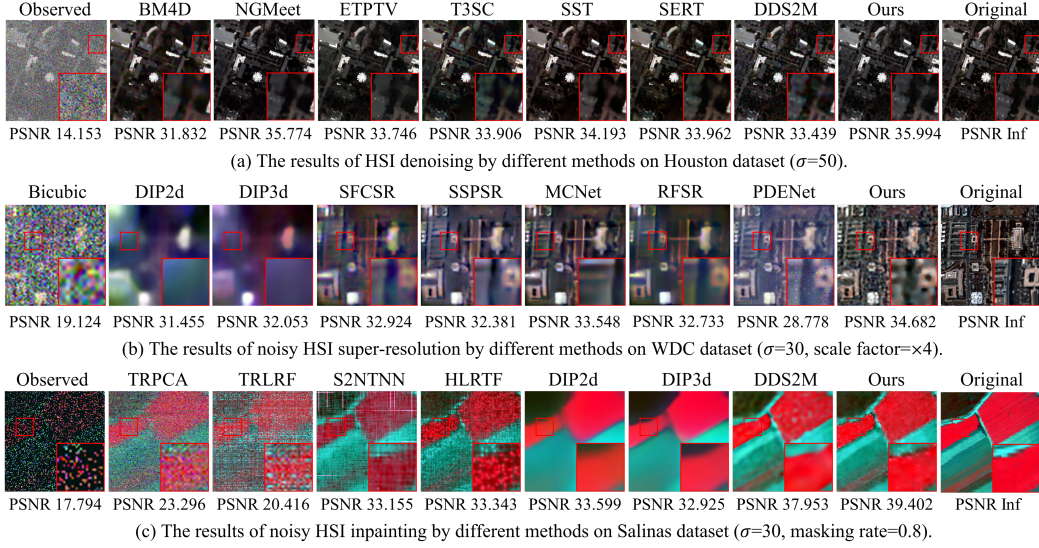 Observed BM4D NGMeet ETPTV T3SC SST SERT DDS2M Ours Original
PSNR 14.153 PSNR 31.832 PSNR 35.774 PSNR 33.746 PSNR 33.906 PSNR 34.193 PSNR 33.962 PSNR 33.439 PSNR 35.994 PSNR Inf
(a) The results of HSI denoising by different methods on Houston dataset (σ=50).
Bicubic DIP2d DIP3d SFCSR SSPSR MCNet RFSR PDENet Ours Original
PSNR 19.124 PSNR 31.455 PSNR 32.053 PSNR 32.924 PSNR 32.381 PSNR 33.548 PSNR 32.733 PSNR 28.778 PSNR 34.682 PSNR Inf
(b) The results of noisy HSI super-resolution by different methods on WDC dataset (σ=30, scale factor=×4).
Observed TRPCA TRLRF S2NTNN HLRTF DIP2d DIP3d DDS2M Ours Original
PSNR 17.794 PSNR 23.296 PSNR 20.416 PSNR 33.155 PSNR 33.343 PSNR 33.599 PSNR 32.925 PSNR 37.953 PSNR 39.402 PSNR Inf
(c) The results of noisy HSI inpainting by different methods on Salinas dataset (σ=30, masking rate=0.8).